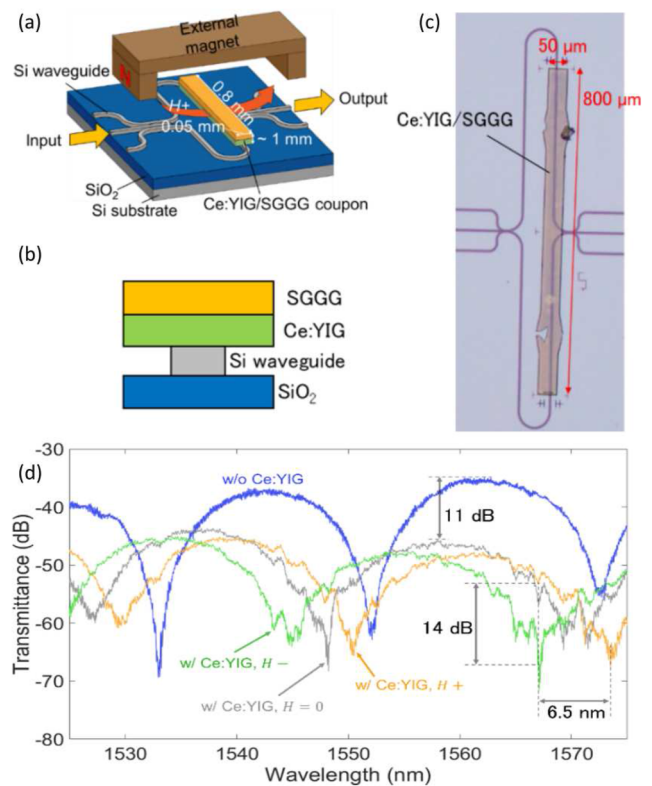 (a)
External
magnet
N
Si waveguide
H+
0.8 mm
0.05 mm
Output
Input
~ 1 mm
SiO2
Si substrate
Ce:YIG/SGGG coupon
(b)
SGGG
Ce:YIG
Si waveguide
SiO2
(c)
50 μm
800 μm
Ce:YIG/SGGG
(d)
-30
-40
-50
-60
-70
-80
Transmittance (dB)
w/o Ce:YIG
11 dB
14 dB
w/ Ce:YIG, H −
w/ Ce:YIG, H +
w/ Ce:YIG, H = 0
6.5 nm
1530
1540
1550
1560
1570
Wavelength (nm)